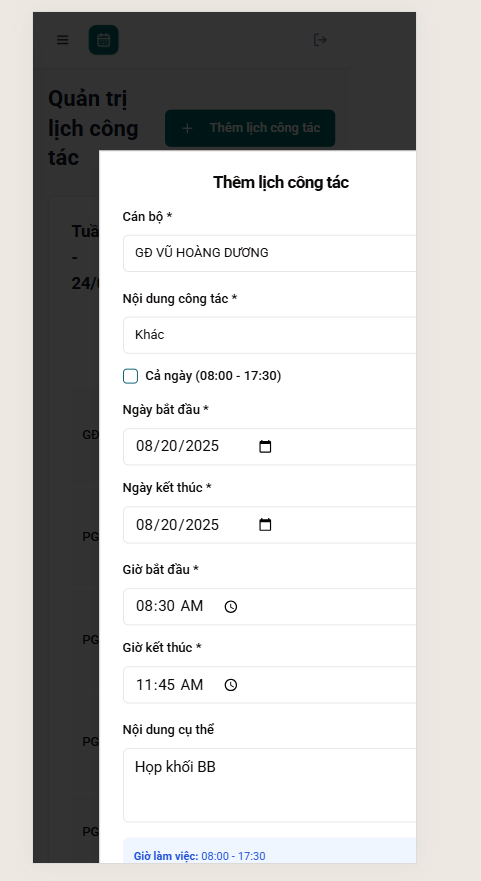 Quản trị
lịch công
tác
Thêm lịch công tác
Tuầ
-
24/0
GĐ
PG
PG
PG
PG
Thêm lịch công tác
Cán bộ *
GĐ VŨ HOÀNG DƯƠNG
Nội dung công tác *
Khác
Cả ngày (08:00 - 17:30)
Ngày bắt đầu *
08/20/2025
Ngày kết thúc *
08/20/2025
Giờ bắt đầu *
08:30 AM
Giờ kết thúc *
11:45 AM
Nội dung cụ thể
Họp khối BB
Giờ làm việc: 08:00 - 17:30